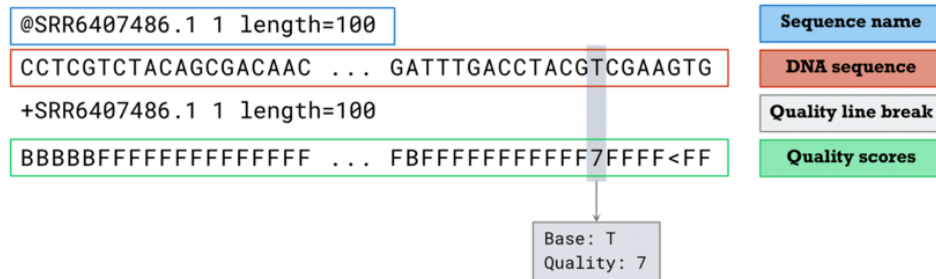 @SRR6407486.1 1 length=100
Sequence name
CCTCGTCTACAGCGACAAC ... GATTTGACCTACGTCGAAGTG
DNA sequence
+SRR6407486.1 1 length=100
Quality line break
BBBBBFFFFFFFFFFFFFF ... FBFFFFFFFFFFF7FFFF<FF
Quality scores
Base: T
Quality: 7